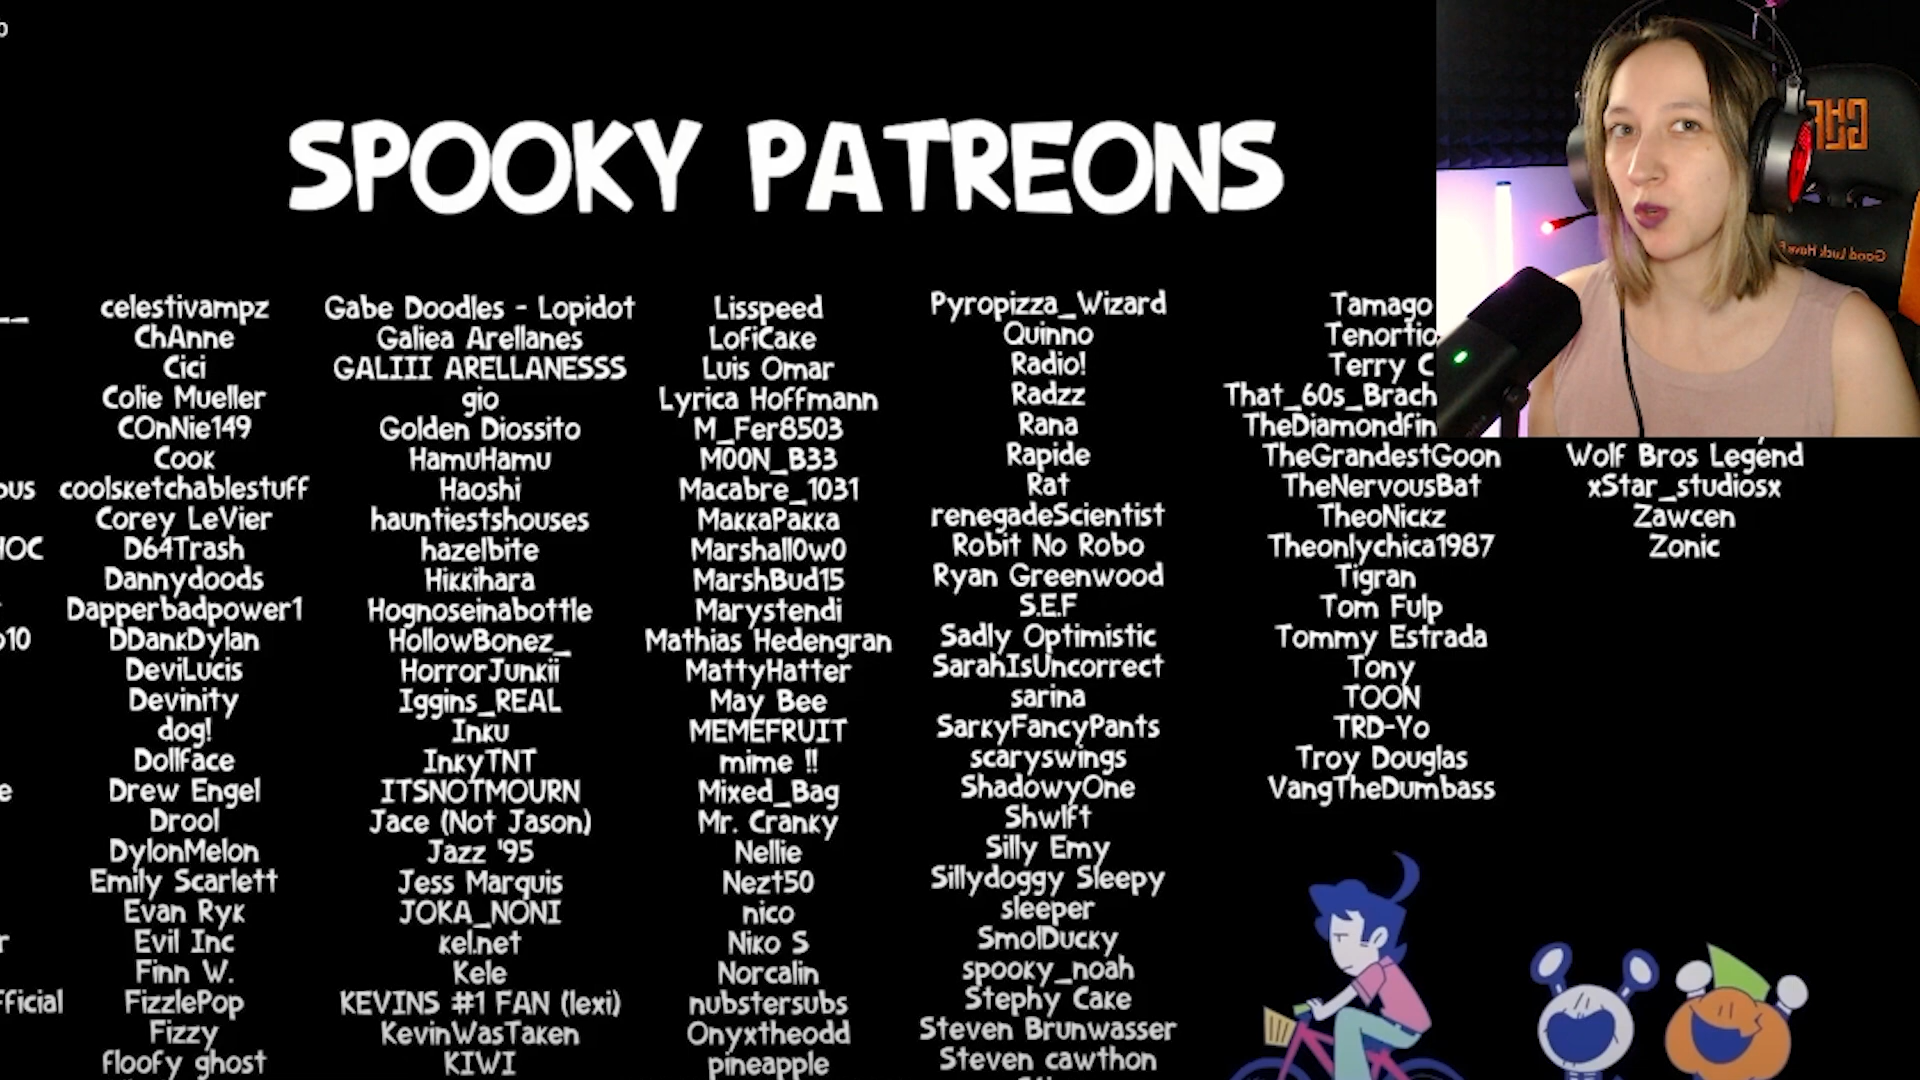 SPOOKY PATREONS
celestivampz
ChAnne
Cici
Colie Mueller
COnNie149
Cook
coolsketchablestuff
Corey LeVier
D64Trash
Dannydoods
Dapperbadpower1
DDankDylan
DeviLucis
Devinity
dog!
Dollface
Drew Engel
Drool
DylonMelon
Emily Scarlett
Evan Ryk
Evil Inc
Finn W.
FizzlePop
Fizzy
floofy ghost
Gabe Doodles - Lopidot
Galiea Arellanes
GALIII ARELLANESSS
gio
Golden Diossito
HamuHamu
Haoshi
hauntiestshouses
hazelbite
Hikkihara
Hognoseinabottle
HollowBonez_
HorrorJunkii
Iggins_REAL
Inku
InkyTNT
ITSNOTMOURN
Jace (Not Jason)
Jazz '95
Jess Marquis
JOKA_NONI
kel.net
Kele
KEVINS #1 FAN (lexi)
KevinWasTaken
KIWI
Lisspeed
LofiCake
Luis Omar
Lyrica Hoffmann
M_Fer8503
M00N_B33
Macabre_1031
MakkaPakka
Marshall0w0
MarshBud15
Marystendi
Mathias Hedengran
MattyHatter
May Bee
MEMEFRUIT
mime !!
Mixed_Bag
Mr. Cranky
Nellie
Nezt50
nico
Niko S
Norcalin
nubstersubs
Onyxtheodd
pineapple
Pyropizza_Wizard
Quinno
Radio!
Radzz
Rana
Rapide
Rat
renegadeScientist
Robit No Robo
Ryan Greenwood
S.E.F
Sadly Optimistic
SarahIsUncorrect
sarina
SarkyFancyPants
scaryswings
ShadowyOne
Shwlft
Silly Emy
Sillydoggy Sleepy
sleeper
SmolDucky
spooky_noah
Stephy Cake
Steven Brunwasser
Steven cawthon
Tamago
Tenortio
Terry C
That_60s_Brach
TheDiamondfin
TheGrandestGoon
TheNervousBat
TheoNickz
Theonlychica1987
Tigran
Tom Fulp
Tommy Estrada
Tony
TOON
TRD-Yo
Troy Douglas
VangTheDumbass
Wolf Bros Legend
xStar_studiosx
Zawcen
Zonic